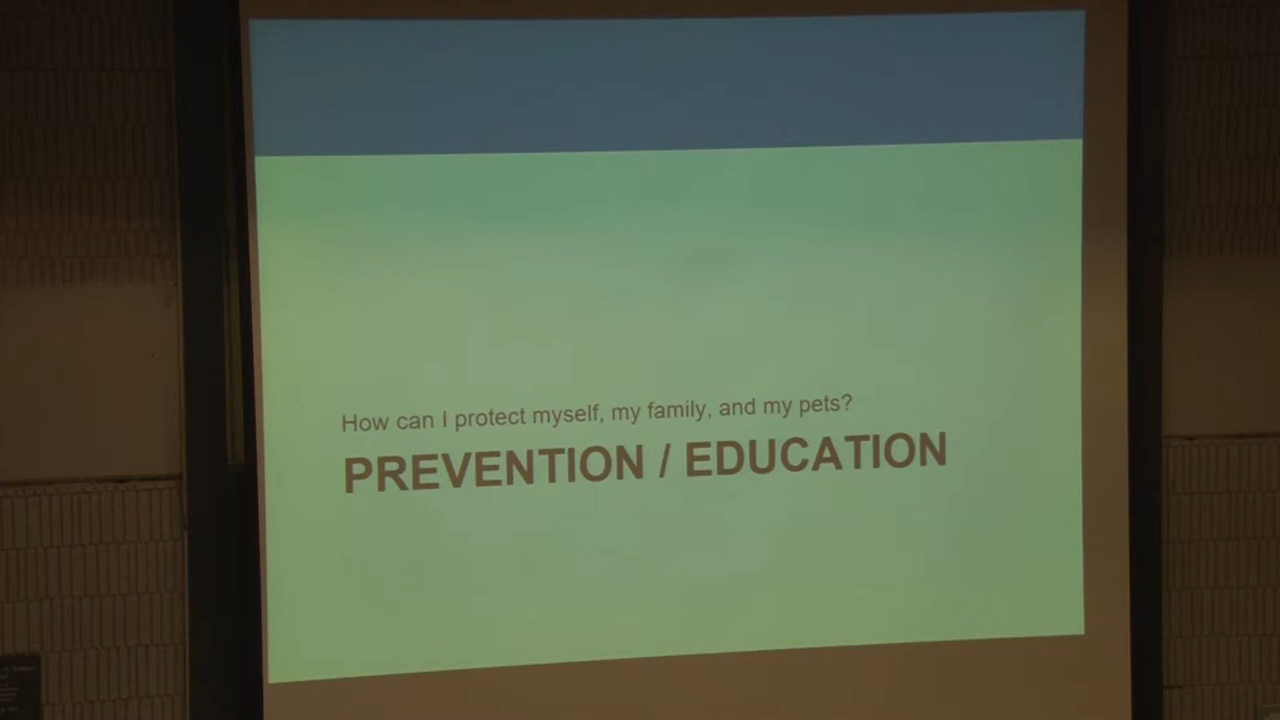 How can I protect myself, my family, and my pets?
PREVENTION / EDUCATION